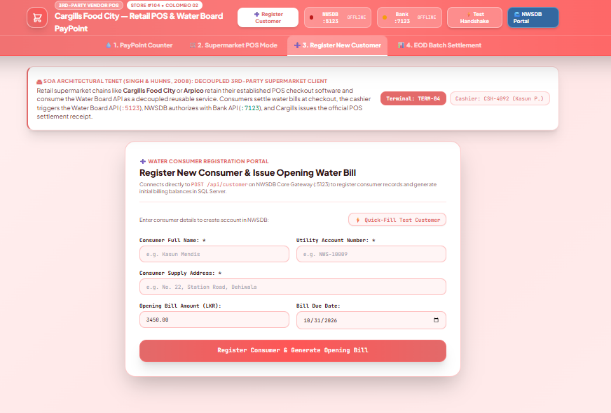 3RD-PARTY VENDOR POS
STORE #104 • COLOMBO 02
Cargills Food City — Retail POS & Water Board PayPoint
+ Register Customer
:5123 OFFLINE
Bank :7123 OFFLINE
Test Handshake
NWSDB Portal
1. PayPoint Counter
2. Supermarket POS Mode
3. Register New Customer
4. EOD Batch Settlement
SOA ARCHITECTURAL TENET (SINGH & HUHNS, 2005): DECOUPLED 3RD-PARTY SUPERMARKET CLIENT
Retail supermarket chains like Cargills Food City or Arpico retain their established POS checkout software and
consume the Water Board API as a decoupled reusable service. Consumers settle water bills at checkout, the cashier
triggers the Water Board API (:5123), NWSDB authorizes with Bank API (:7123), and Cargills issues the official POS
settlement receipt.
Terminal: TERM-04
Cashier: CSH-4092 (Kasun P.)
+ WATER CONSUMER REGISTRATION PORTAL
Register New Consumer & Issue Opening Water Bill
Connects directly to POST /api/customer on NWSDB Core Gateway (:5123) to register consumer records and generate
initial billing balances in SQL Server.
Enter consumer details to create account in NWSDB:
Quick-Fill Test Customer
Consumer Full Name: *
Utility Account Number: *
e.g. Kasun Mendis
Consumer Supply Address: *
e.g. No. 22, Station Road, Dehiwala
Opening Bill Amount (LKR):
Bill Due Date:
3450.00
10/31/2026
Register Consumer & Generate Opening Bill